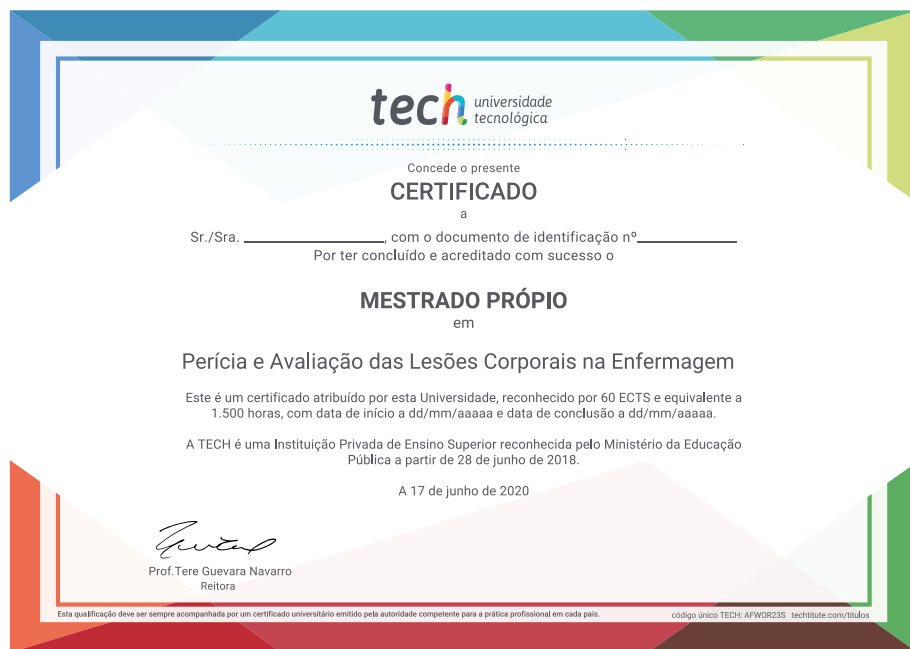 tech universidade
tecnológica
Concede o presente
CERTIFICADO
a
Sr./Sra. , com o documento de identificação nº
Por ter concluído e acreditado com sucesso o
MESTRADO PRÓPIO
em
Perícia e Avaliação das Lesões Corporais na Enfermagem
Este é um certificado atribuído por esta Universidade, reconhecido por 60 ECTS e equivalente a
1.500 horas, com data de início a dd/mm/aaaaa e data de conclusão a dd/mm/aaaaa.
A TECH é uma Instituição Privada de Ensino Superior reconhecida pelo Ministério da Educação
Pública a partir de 28 de junho de 2018.
A 17 de junho de 2020
Prof.Tere Guevara Navarro
Reitora
Esta qualificação deve ser sempre acompanhada por um certificado universitário emitido pela autoridade competente para a prática profissional em cada país. código único TECH: AFWOR23S techtitute.com/titulos